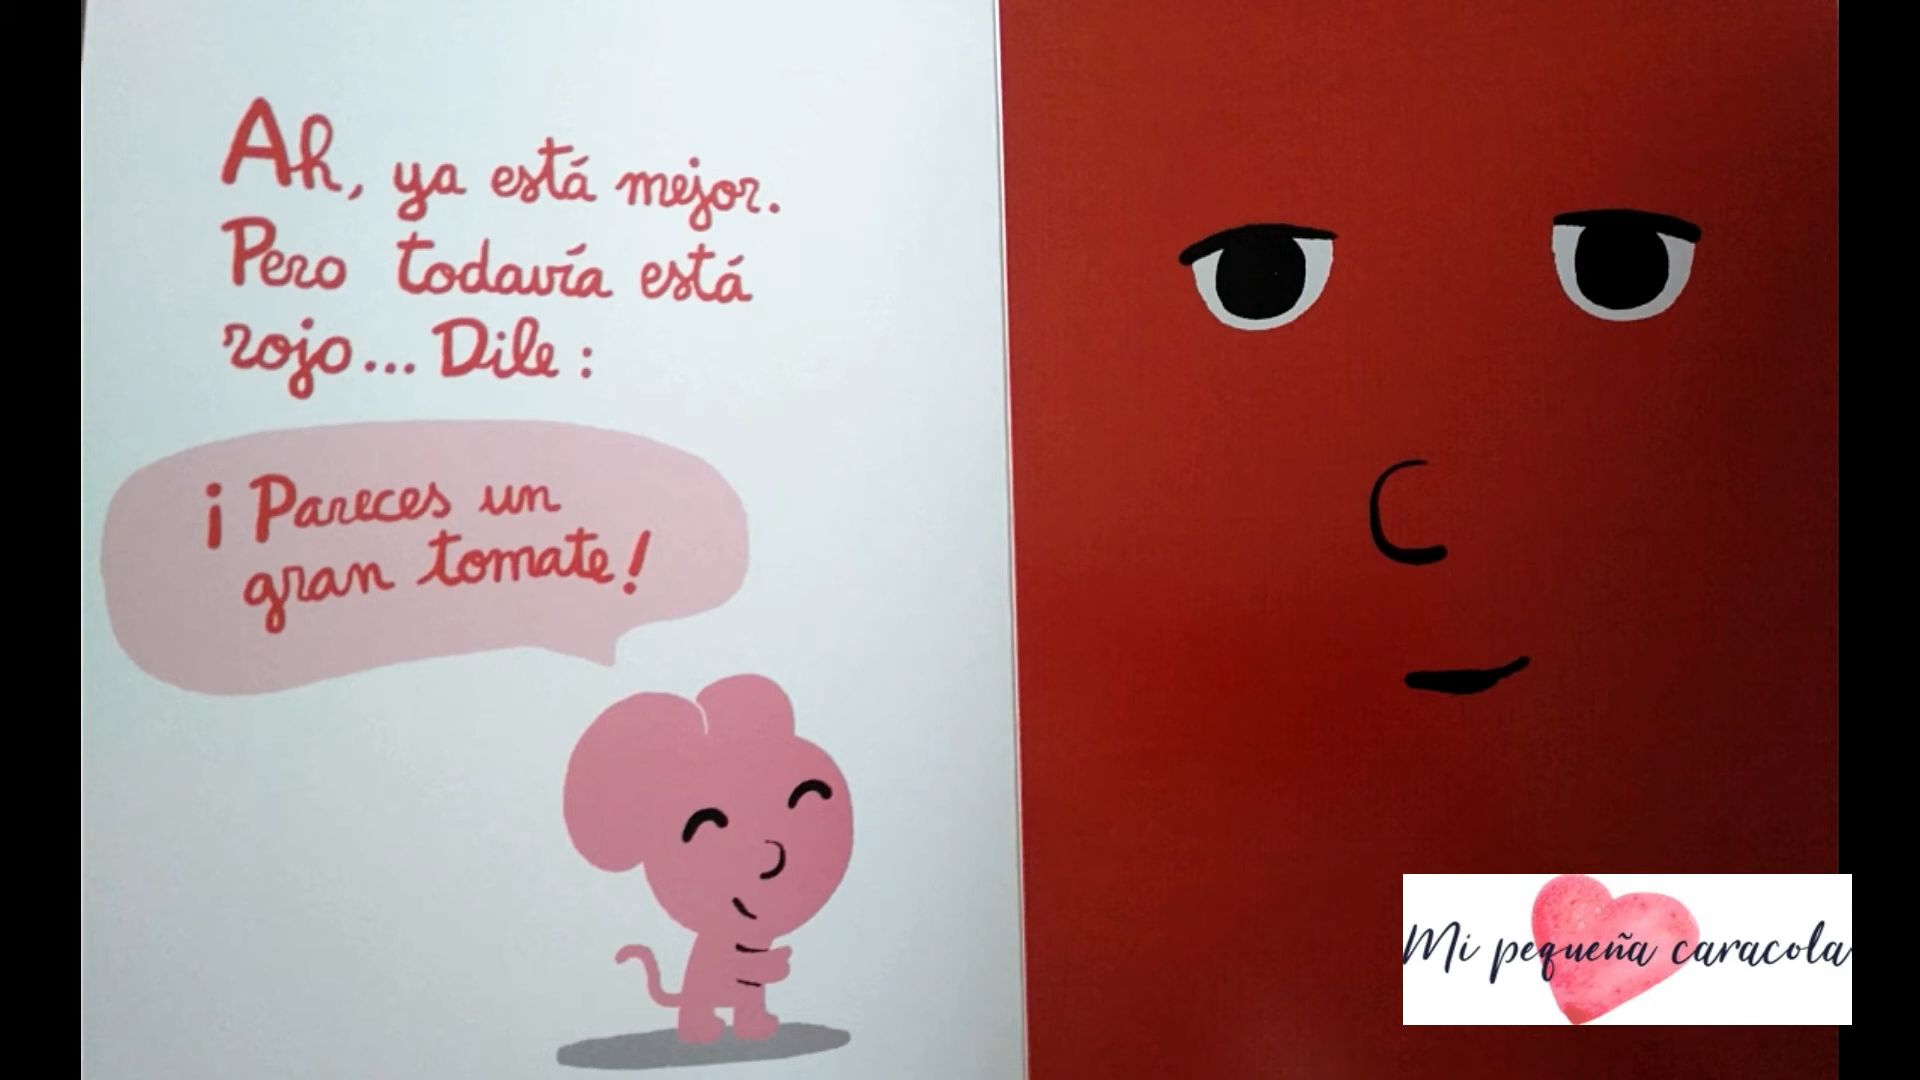 Ah, ya está mejor.
Pero todavía está
rojo... Dile:
¡Pareces un
gran tomate!
Mi pequeña caracola